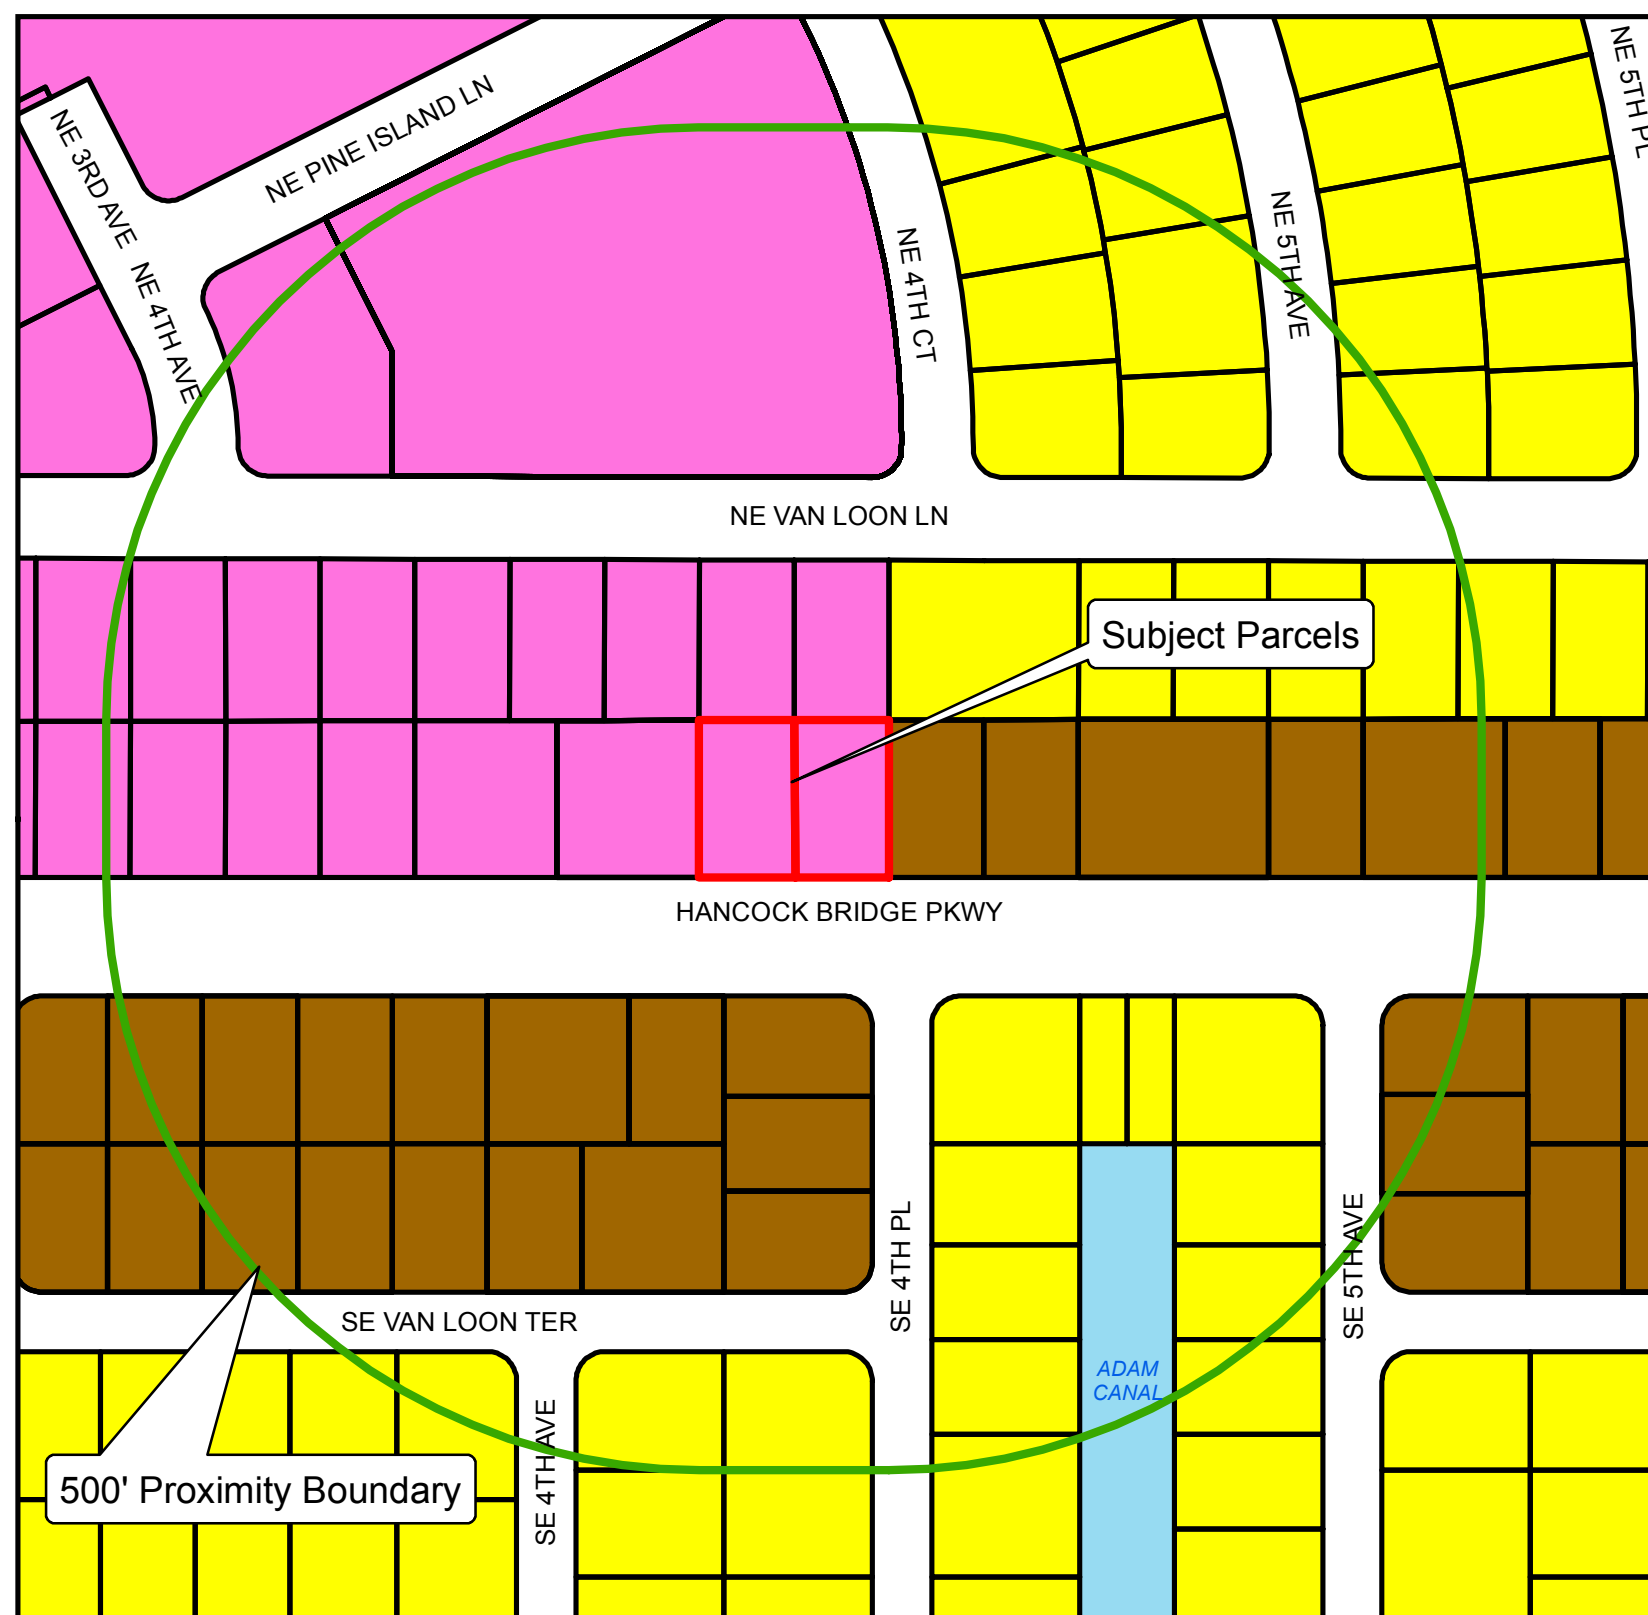 NE 5TH PL
NE PINE ISLAND LN
NE 3RD AVE
NE 4TH AVE
NE 4TH CT
NE 5TH AVE
NE VAN LOON LN
Subject Parcels
HANCOCK BRIDGE PKWY
SE 4TH PL
SE 5TH AVE
SE VAN LOON TER
ADAM
CANAL
SE 4TH AVE
500' Proximity Boundary